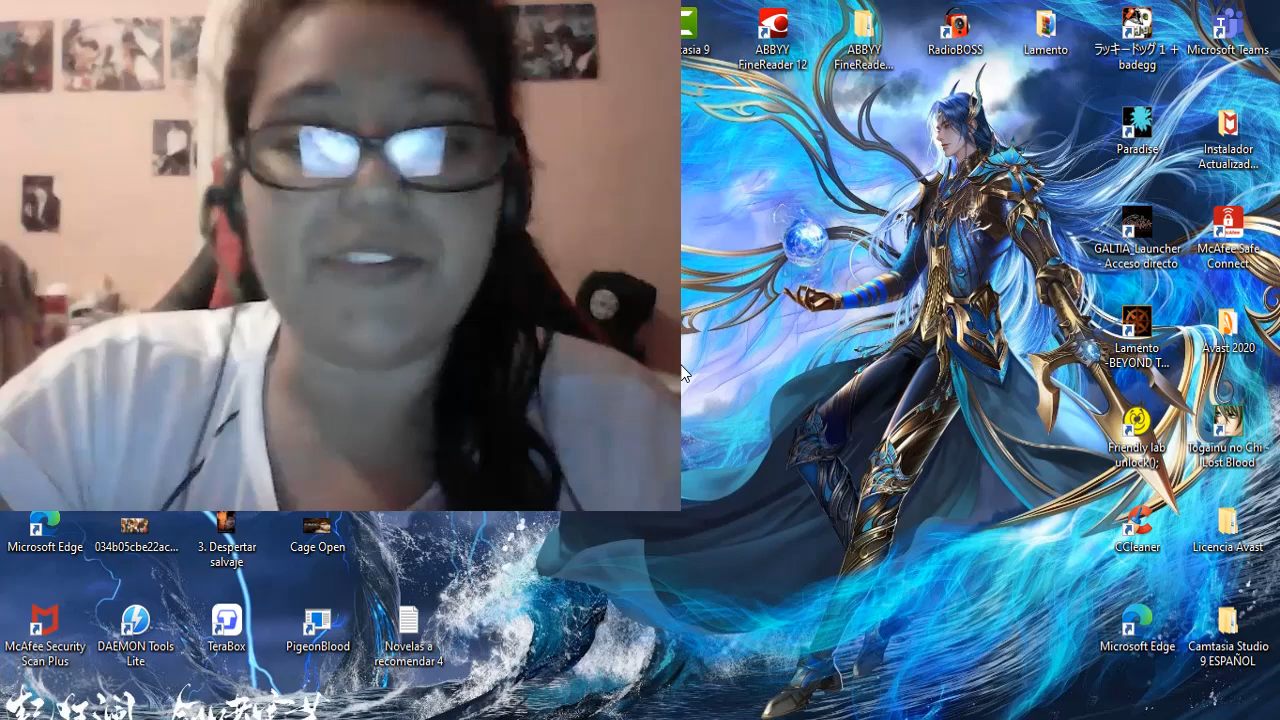 tasia 9
ABBYY
FineReader 12
ABBYY
FineReade...
RadioBOSS
Lamento
ラッキードッグ１＋
badegg
Microsoft Teams
Paradise
Instalador
Actualizad...
GALTIA Launcher
- Acceso directo
McAfee Safe
Connect
Lamento
-BEYOND T...
Avast 2020
Friendly lab
unlock();
Togainu no Chi -
Lost Blood
Microsoft Edge
034b05cbe22ac...
3. Despertar
salvaje
Cage Open
CCleaner
Licencia Avast
McAfee Security
Scan Plus
DAEMON Tools
Lite
TeraBox
PigeonBlood
Novelas a
recomendar 4
Microsoft Edge
Camtasia Studio
9 ESPAÑOL